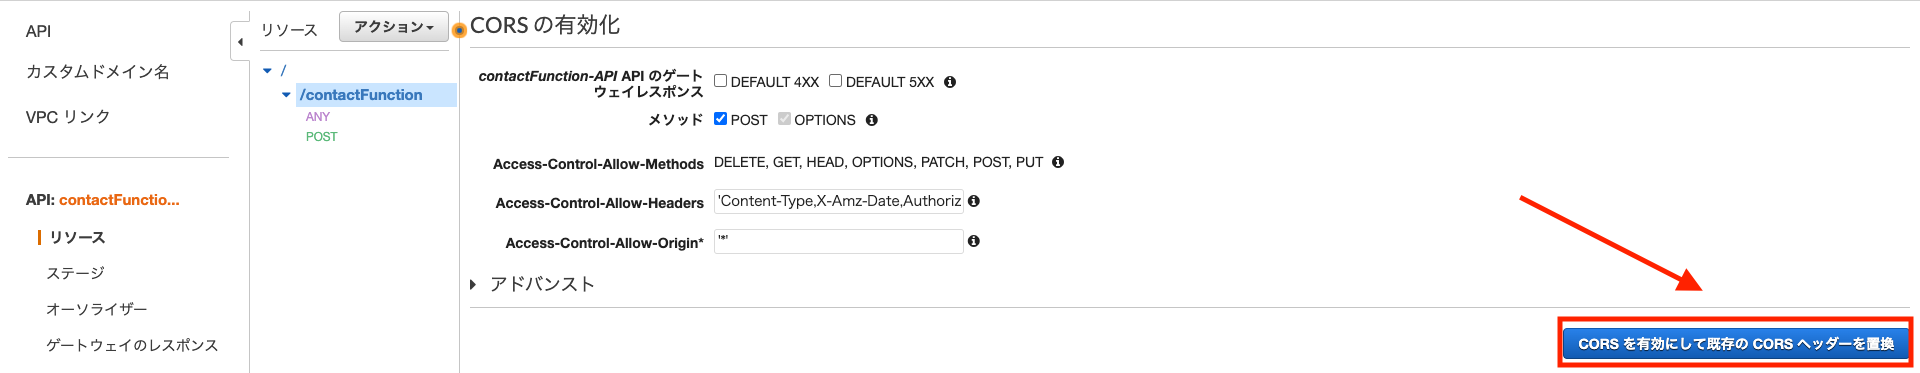 API
カスタムドメイン名
VPC リンク
API: contactFunctio...
リソース
ステージ
オーソライザー
ゲートウェイのレスポンス
リソース
アクション
/
/contactFunction
ANY
POST
CORS の有効化
contactFunction-API API のゲート
ウェイレスポンス
DEFAULT 4XX DEFAULT 5XX
メソッド POST OPTIONS
Access-Control-Allow-Methods DELETE, GET, HEAD, OPTIONS, PATCH, POST, PUT
Access-Control-Allow-Headers 'Content-Type,X-Amz-Date,Authoriz
Access-Control-Allow-Origin* '*'
アドバンスト
CORS を有効にして既存の CORS ヘッダーを置換